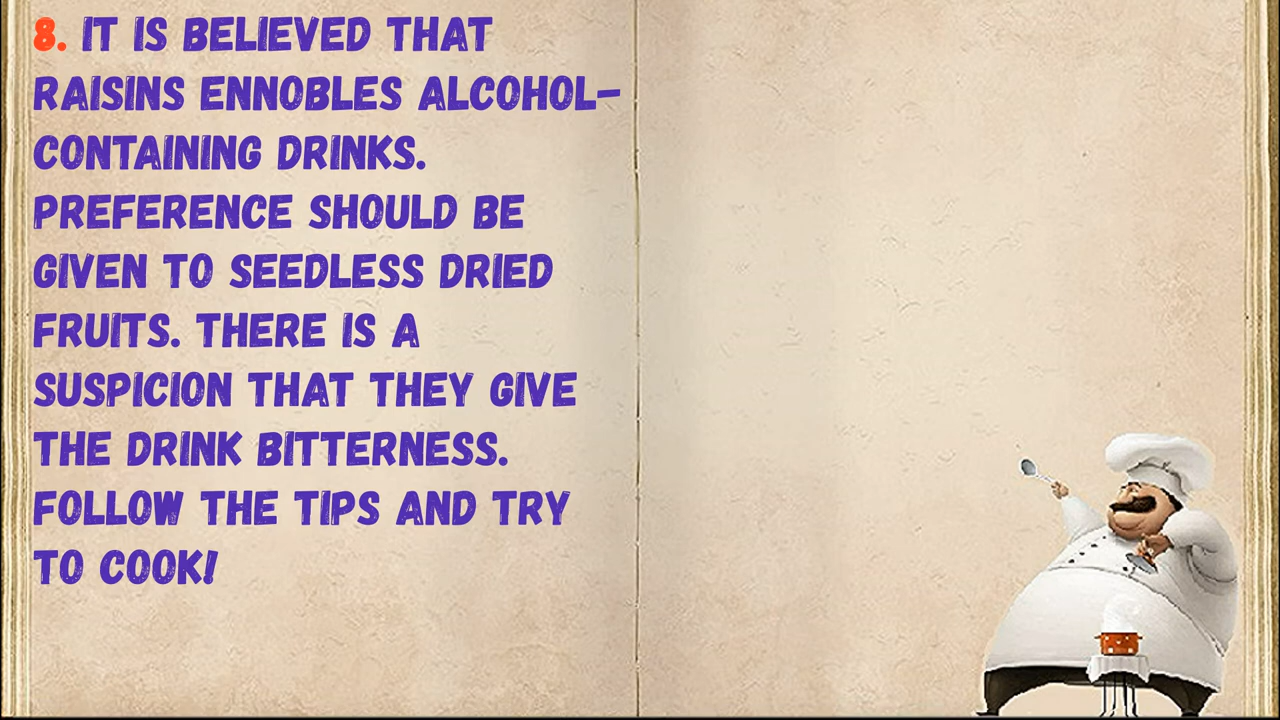 8. IT IS BELIEVED THAT
RAISINS ENNOBLES ALCOHOL-
CONTAINING DRINKS.
PREFERENCE SHOULD BE
GIVEN TO SEEDLESS DRIED
FRUITS. THERE IS A
SUSPICION THAT THEY GIVE
THE DRINK BITTERNESS.
FOLLOW THE TIPS AND TRY
TO COOK!